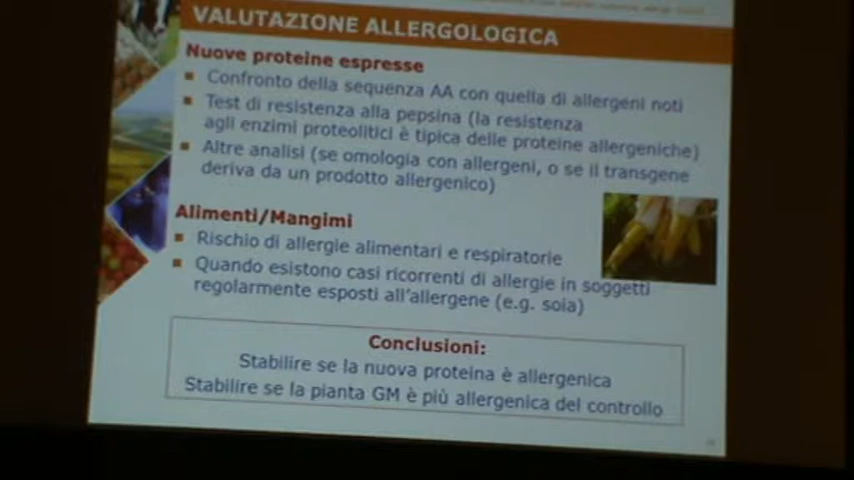 VALUTAZIONE ALLERGOLOGICA
Nuove proteine espresse
Confronto della sequenza AA con quella di allergeni noti
Test di resistenza alla pepsina (la resistenza
agli enzimi proteolitici è tipica delle proteine allergeniche)
Altre analisi (se omologia con allergeni, o se il transgene
deriva da un prodotto allergenico)
Alimenti/Mangimi
Rischio di allergie alimentari e respiratorie
Quando esistono casi ricorrenti di allergie in soggetti
regolarmente esposti all'allergene (e.g. soia)
Conclusioni:
Stabilire se la nuova proteina è allergenica
Stabilire se la pianta GM è più allergenica del controllo